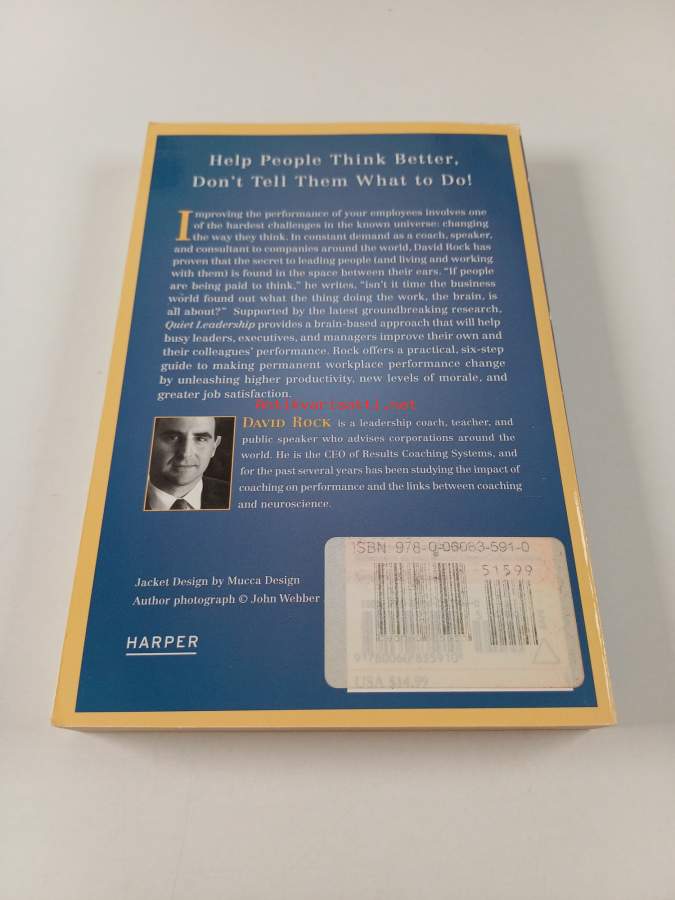 Help People Think Better,
Don't Tell Them What to Do!
Improving the performance of your employees involves one
of the hardest challenges in the known universe: changing
the way they think. In constant demand as a coach, speaker,
and consultant to companies around the world, David Rock has
proven that the secret to leading people (and living and working
with them) is found in the space between their ears. "If people
are being paid to think," he writes, "isn't it time the business
world found out what the thing doing the work, the brain, is
all about?" Supported by the latest groundbreaking research,
Quiet Leadership provides a brain-based approach that will help
busy leaders, executives, and managers improve their own and
their colleagues' performance. Rock offers a practical, six-step
guide to making permanent workplace performance change
by unleashing higher productivity, new levels of morale, and
greater job satisfaction.
Antikvariaatti.net
DAVID ROCK is a leadership coach, teacher, and
public speaker who advises corporations around the
world. He is the CEO of Results Coaching Systems, and
for the past several years has been studying the impact of
coaching on performance and the links between coaching
and neuroscience.
ISBN 978-0-06083-591-0
51599
Jacket Design by Mucca Design
Author photograph © John Webber
HARPER
USA $14.99